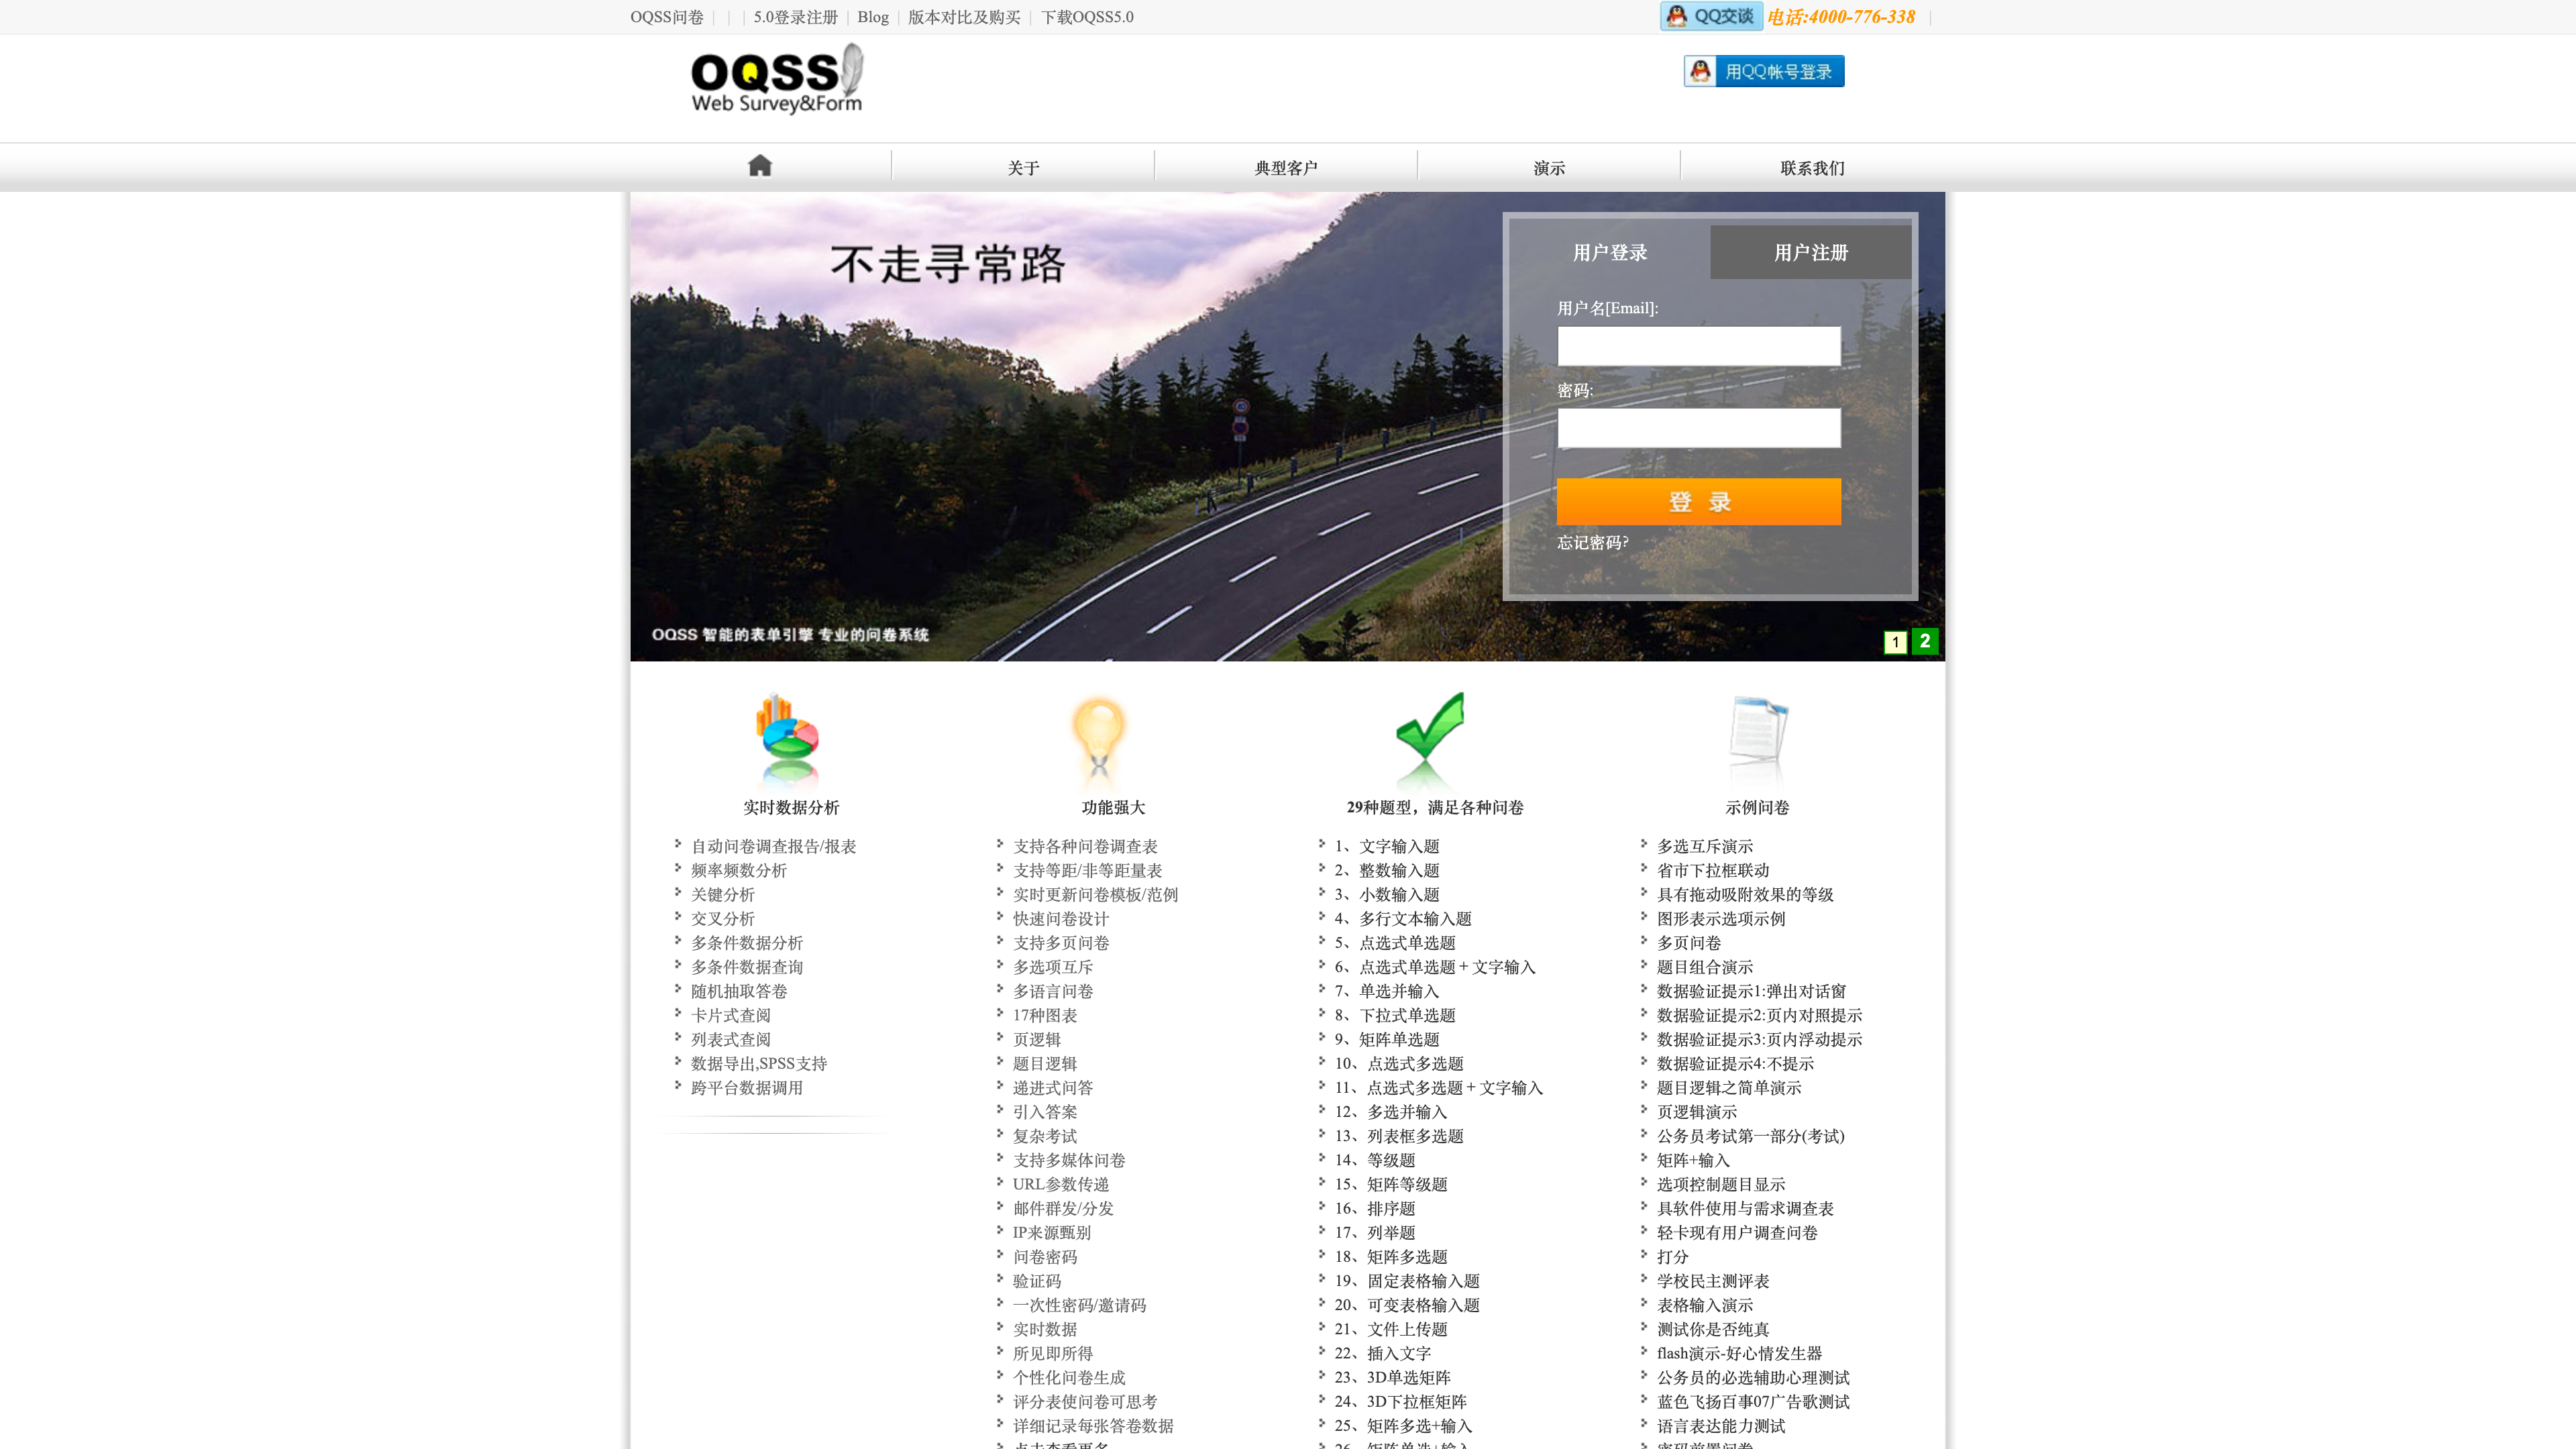 OQSS问卷 | | | 5.0登录注册 | Blog | 版本对比及购买 | 下载OQSS5.0
QQ交谈 电话:4000-776-338 |
OQSS
Web Survey&Form
用QQ帐号登录
关于 典型客户 演示 联系我们
不走寻常路
用户登录 用户注册
用户名[Email]:
密码:
登 录
忘记密码?
OQSS 智能的表单引擎 专业的问卷系统
1 2
实时数据分析
自动问卷调查报告/报表
频率频数分析
关键分析
交叉分析
多条件数据分析
多条件数据查询
随机抽取答卷
卡片式查阅
列表式查阅
数据导出,SPSS支持
跨平台数据调用
功能强大
支持各种问卷调查表
支持等距/非等距量表
实时更新问卷模板/范例
快速问卷设计
支持多页问卷
多选项互斥
多语言问卷
17种图表
页逻辑
题目逻辑
递进式问答
引入答案
复杂考试
支持多媒体问卷
URL参数传递
邮件群发/分发
IP来源甄别
问卷密码
验证码
一次性密码/邀请码
实时数据
所见即所得
个性化问卷生成
评分表使问卷可思考
详细记录每张答卷数据
点击查看更多
29种题型，满足各种问卷
1、文字输入题
2、整数输入题
3、小数输入题
4、多行文本输入题
5、点选式单选题
6、点选式单选题＋文字输入
7、单选并输入
8、下拉式单选题
9、矩阵单选题
10、点选式多选题
11、点选式多选题＋文字输入
12、多选并输入
13、列表框多选题
14、等级题
15、矩阵等级题
16、排序题
17、列举题
18、矩阵多选题
19、固定表格输入题
20、可变表格输入题
21、文件上传题
22、插入文字
23、3D单选矩阵
24、3D下拉框矩阵
25、矩阵多选+输入
26、矩阵单选+输入
示例问卷
多选互斥演示
省市下拉框联动
具有拖动吸附效果的等级
图形表示选项示例
多页问卷
题目组合演示
数据验证提示1:弹出对话窗
数据验证提示2:页内对照提示
数据验证提示3:页内浮动提示
数据验证提示4:不提示
题目逻辑之简单演示
页逻辑演示
公务员考试第一部分(考试)
矩阵+输入
选项控制题目显示
具软件使用与需求调查表
轻卡现有用户调查问卷
打分
学校民主测评表
表格输入演示
测试你是否纯真
flash演示-好心情发生器
公务员的必选辅助心理测试
蓝色飞扬百事07广告歌测试
语言表达能力测试
密码前置问卷